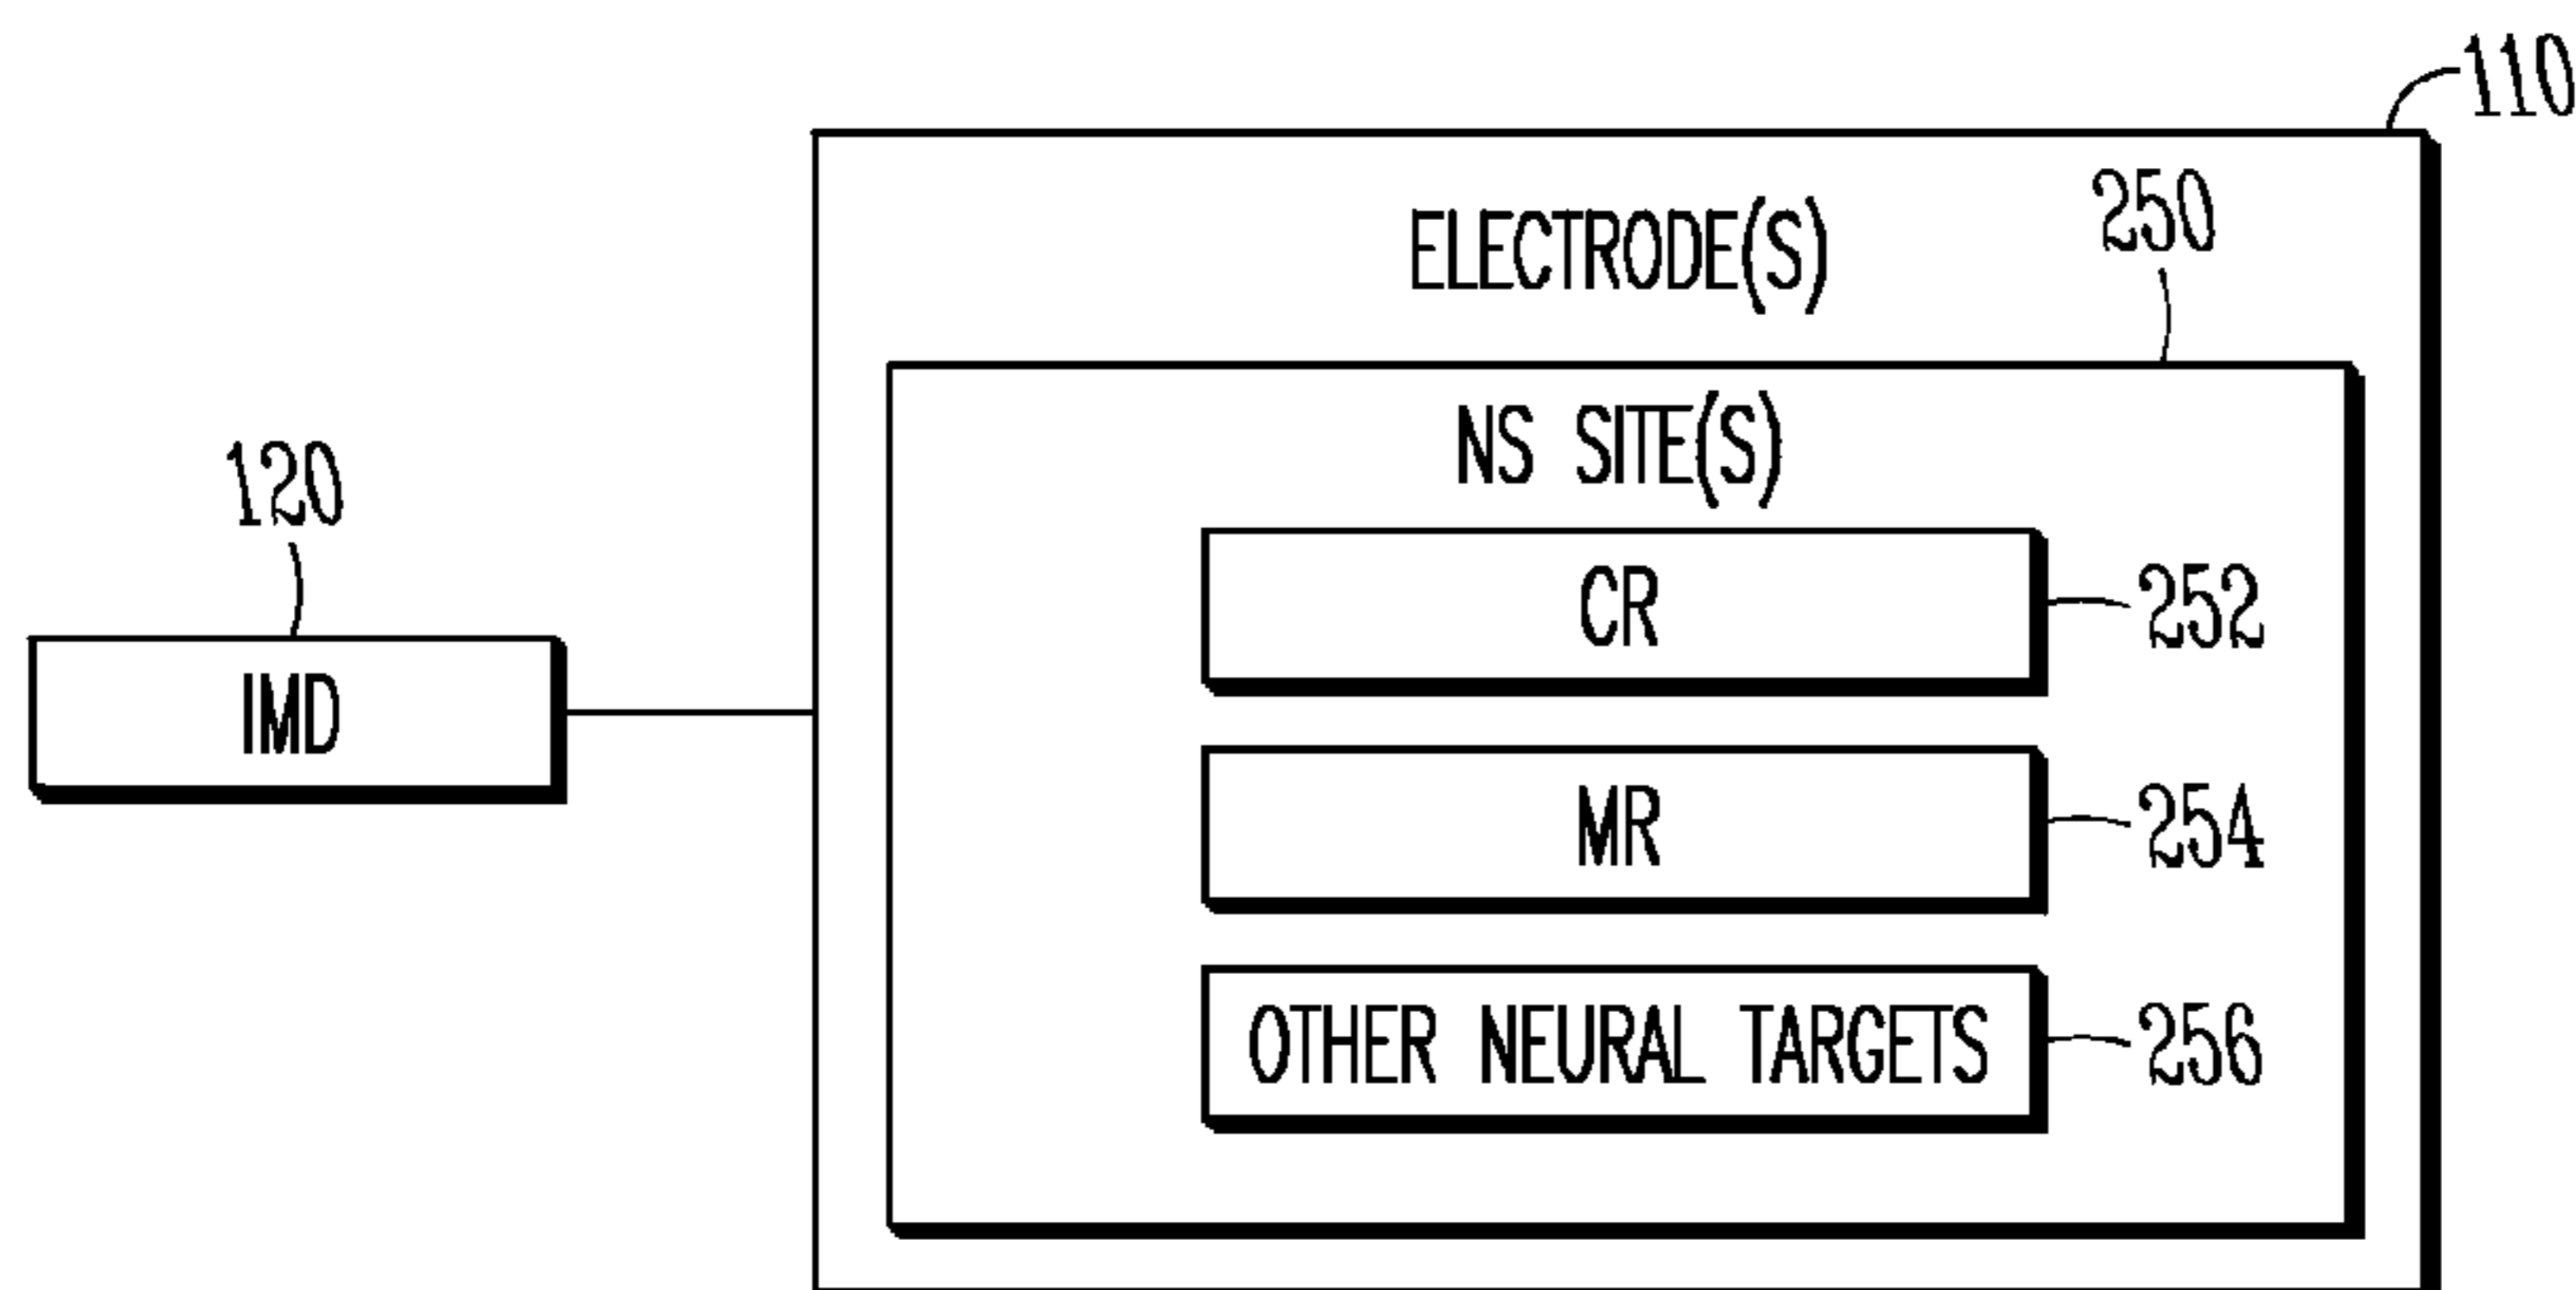 110
ELECTRODE(S)
250
NS SITE(S)
120
CR
252
IMD
MR
254
OTHER NEURAL TARGETS
256